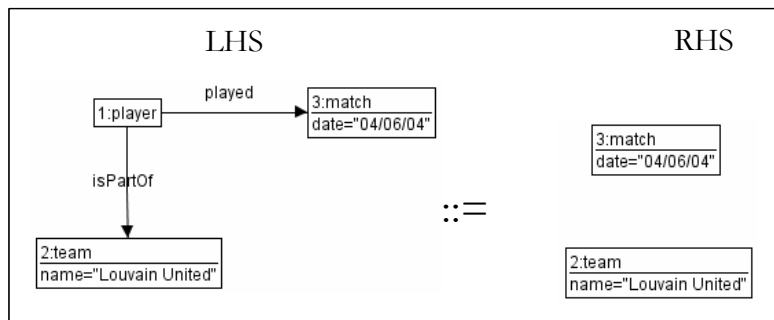 LHS
RHS
played
1:player
3:match
date="04/06/04"
isPartOf
2:team
name="Louvain United"
::=
3:match
date="04/06/04"
2:team
name="Louvain United"